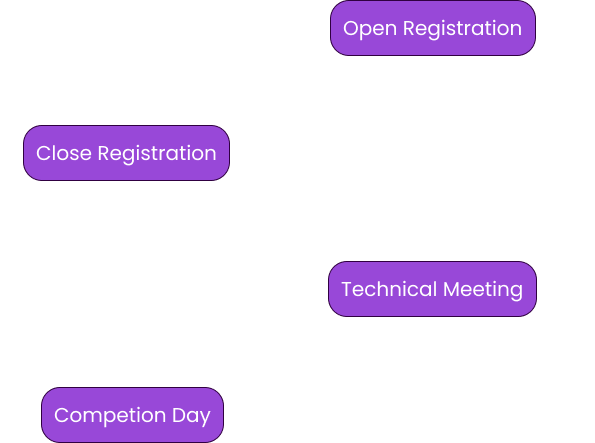 Open Registration
Close Registration
Technical Meeting
Competion Day